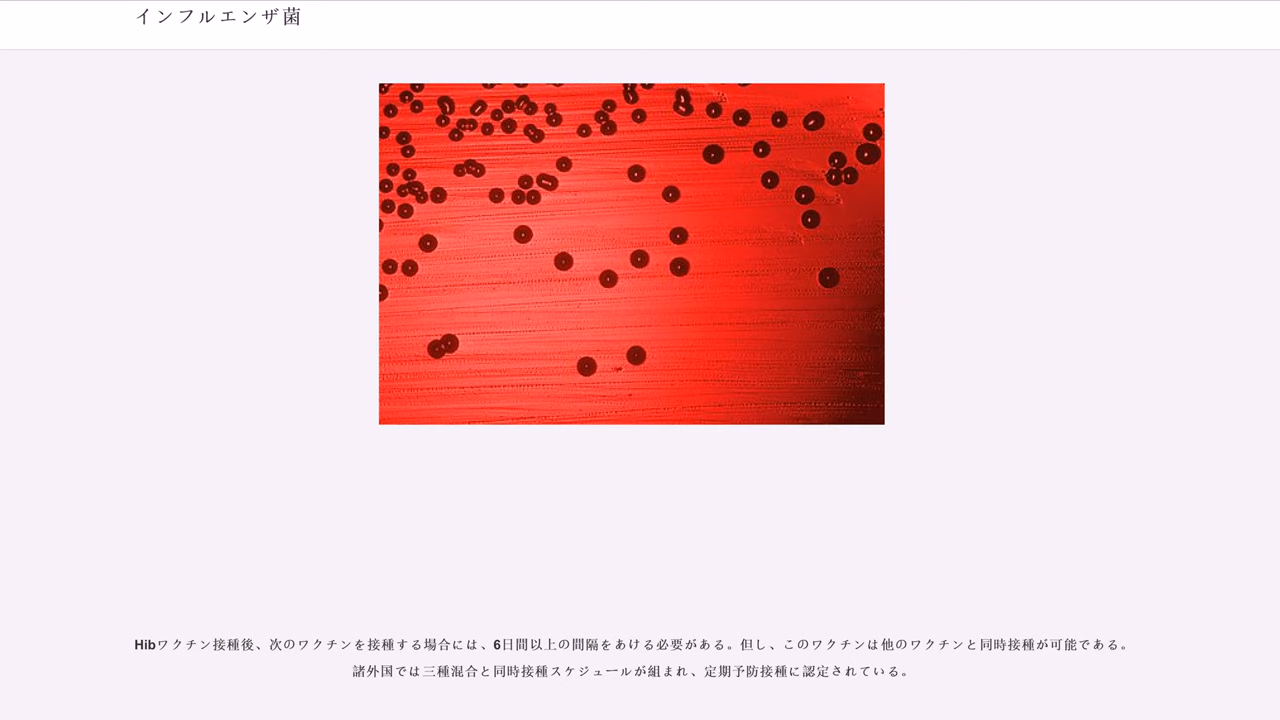 インフルエンザ菌
Hibワクチン接種後、次のワクチンを接種する場合には、6日間以上の間隔をあける必要がある。但し、このワクチンは他のワクチンと同時接種が可能である。
諸外国では三種混合と同時接種スケジュールが組まれ、定期予防接種に認定されている。